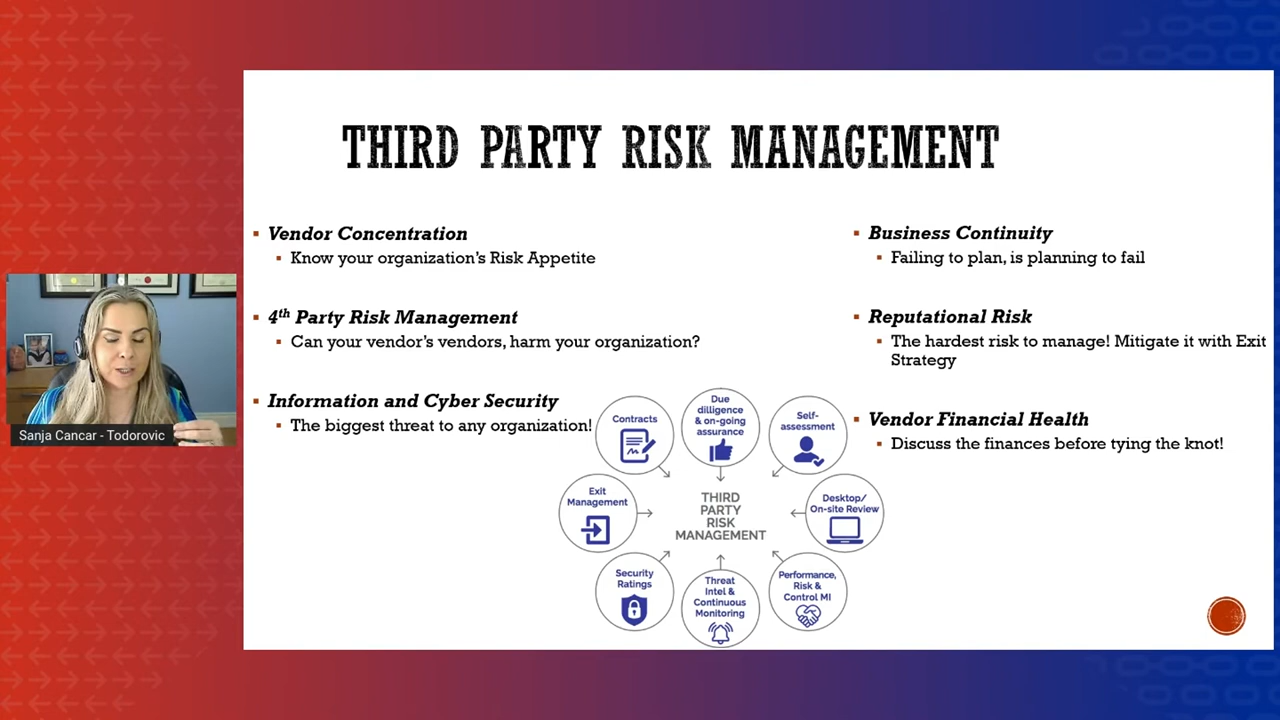 THIRD PARTY RISK MANAGEMENT
Vendor Concentration
Know your organization's Risk Appetite
4th Party Risk Management
Can your vendor's vendors, harm your organization?
Information and Cyber Security
The biggest threat to any organization!
Business Continuity
Failing to plan, is planning to fail
Reputational Risk
The hardest risk to manage! Mitigate it with Exit
Strategy
Vendor Financial Health
Discuss the finances before tying the knot!
Contracts
Due
dilligence
& on-going
assurance
Self-
assessment
Exit
Management
THIRD
PARTY
RISK
MANAGEMENT
Desktop/
On-site Review
Security
Ratings
Threat
Intel &
Continuous
Monitoring
Performance,
Risk &
Control MI
Sanja Cancar - Todorovic